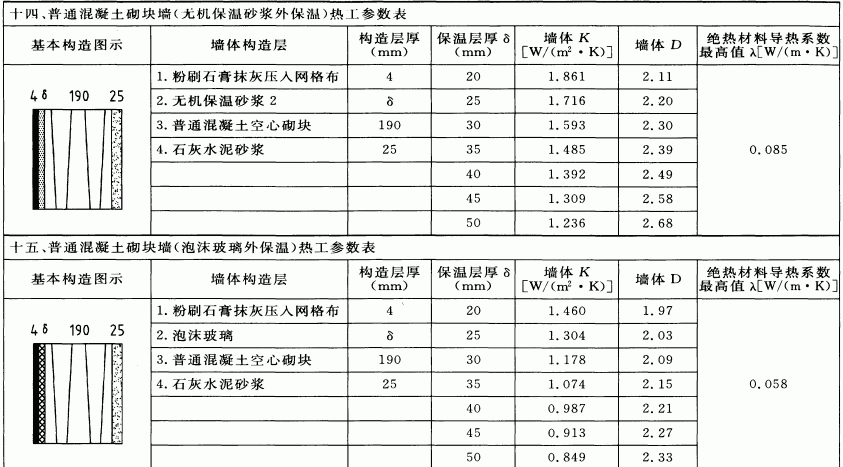 十四、普通混凝土砌块墙(无机保温砂浆外保温)热工参数表
基本构造图示 墙体构造层 构造层厚(mm) 保温层厚 δ(mm) 墙体 K[W/(m²·K)] 墙体 D 绝热材料导热系数最高值 λ[W/(m·K)]
4 δ 190 25
1.粉刷石膏抹灰压入网格布 4 20 1.861 2.11
2.无机保温砂浆 2 δ 25 1.716 2.20
3.普通混凝土空心砌块 190 30 1.593 2.30
4.石灰水泥砂浆 25 35 1.485 2.39 0.085
40 1.392 2.49
45 1.309 2.58
50 1.236 2.68
十五、普通混凝土砌块墙(泡沫玻璃外保温)热工参数表
基本构造图示 墙体构造层 构造层厚(mm) 保温层厚 δ(mm) 墙体 K[W/(m²·K)] 墙体 D 绝热材料导热系数最高值 λ[W/(m·K)]
4 δ 190 25
1.粉刷石膏抹灰压入网格布 4 20 1.460 1.97
2.泡沫玻璃 δ 25 1.304 2.03
3.普通混凝土空心砌块 190 30 1.178 2.09
4.石灰水泥砂浆 25 35 1.074 2.15 0.058
40 0.987 2.21
45 0.913 2.27
50 0.849 2.33